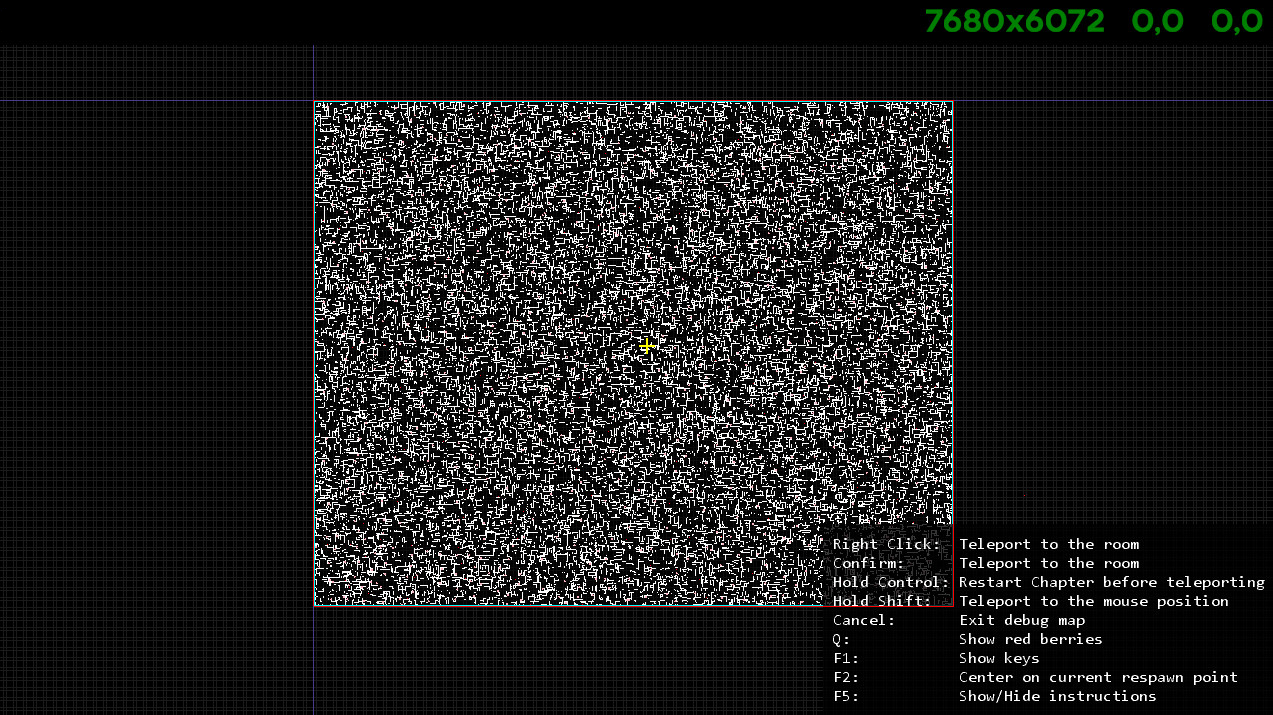 7680x6072 0,0 0,0
Right Click: Teleport to the room
Confirm: Teleport to the room
Hold Control: Restart Chapter before teleporting
Hold Shift: Teleport to the mouse position
Cancel: Exit debug map
Q: Show red berries
F1: Show keys
F2: Center on current respawn point
F5: Show/Hide instructions